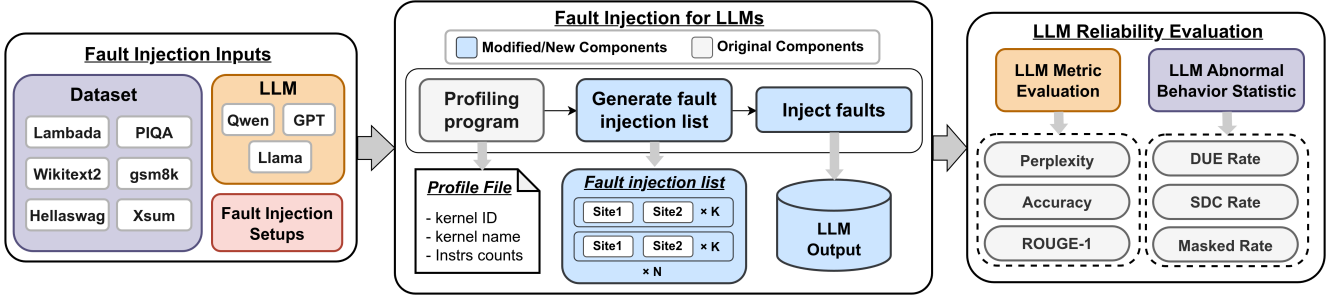 Fault Injection Inputs
Dataset
Lambada
PIQA
Wikitext2
gsm8k
Hellaswag
Xsum
LLM
Qwen
GPT
Llama
Fault Injection
Setups
Fault Injection for LLMs
Modified/New Components
Original Components
Profiling
program
Generate fault
injection list
Inject faults
Profile File
- kernel ID
- kernel name
- Instrs counts
Fault injection list
Site1 Site2 × K
Site1 Site2 × K
× N
LLM
Output
LLM Reliability Evaluation
LLM Metric
Evaluation
LLM Abnormal
Behavior Statistic
Perplexity
Accuracy
ROUGE-1
DUE Rate
SDC Rate
Masked Rate